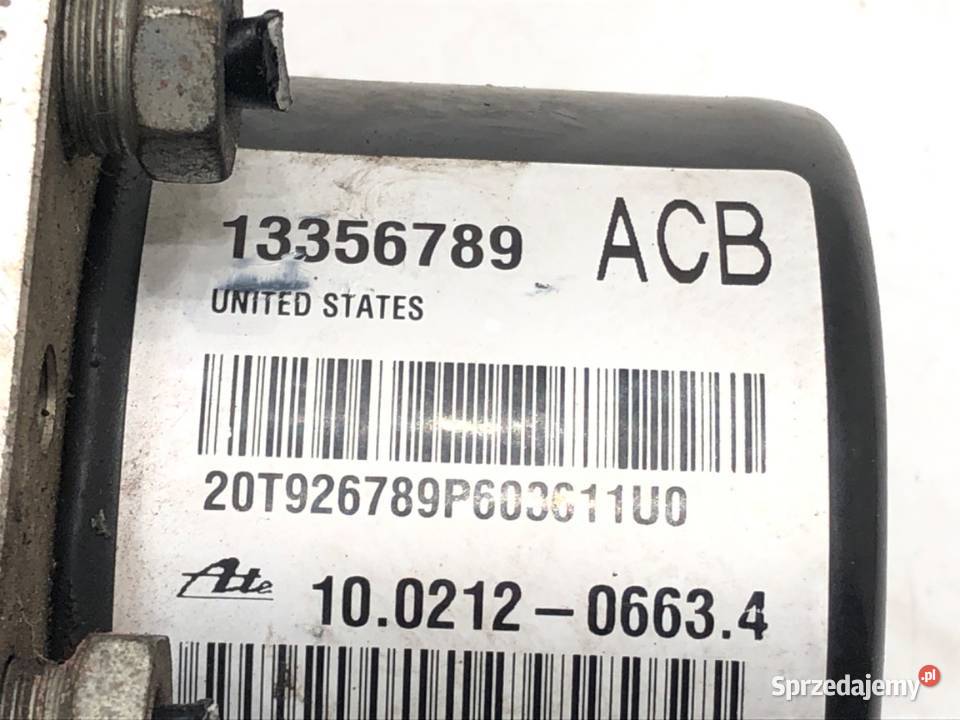 13356789 ACB
UNITED STATES
20T926789P603611U0
Ate 10.0212-0663.4
Sprzedajemy.pl